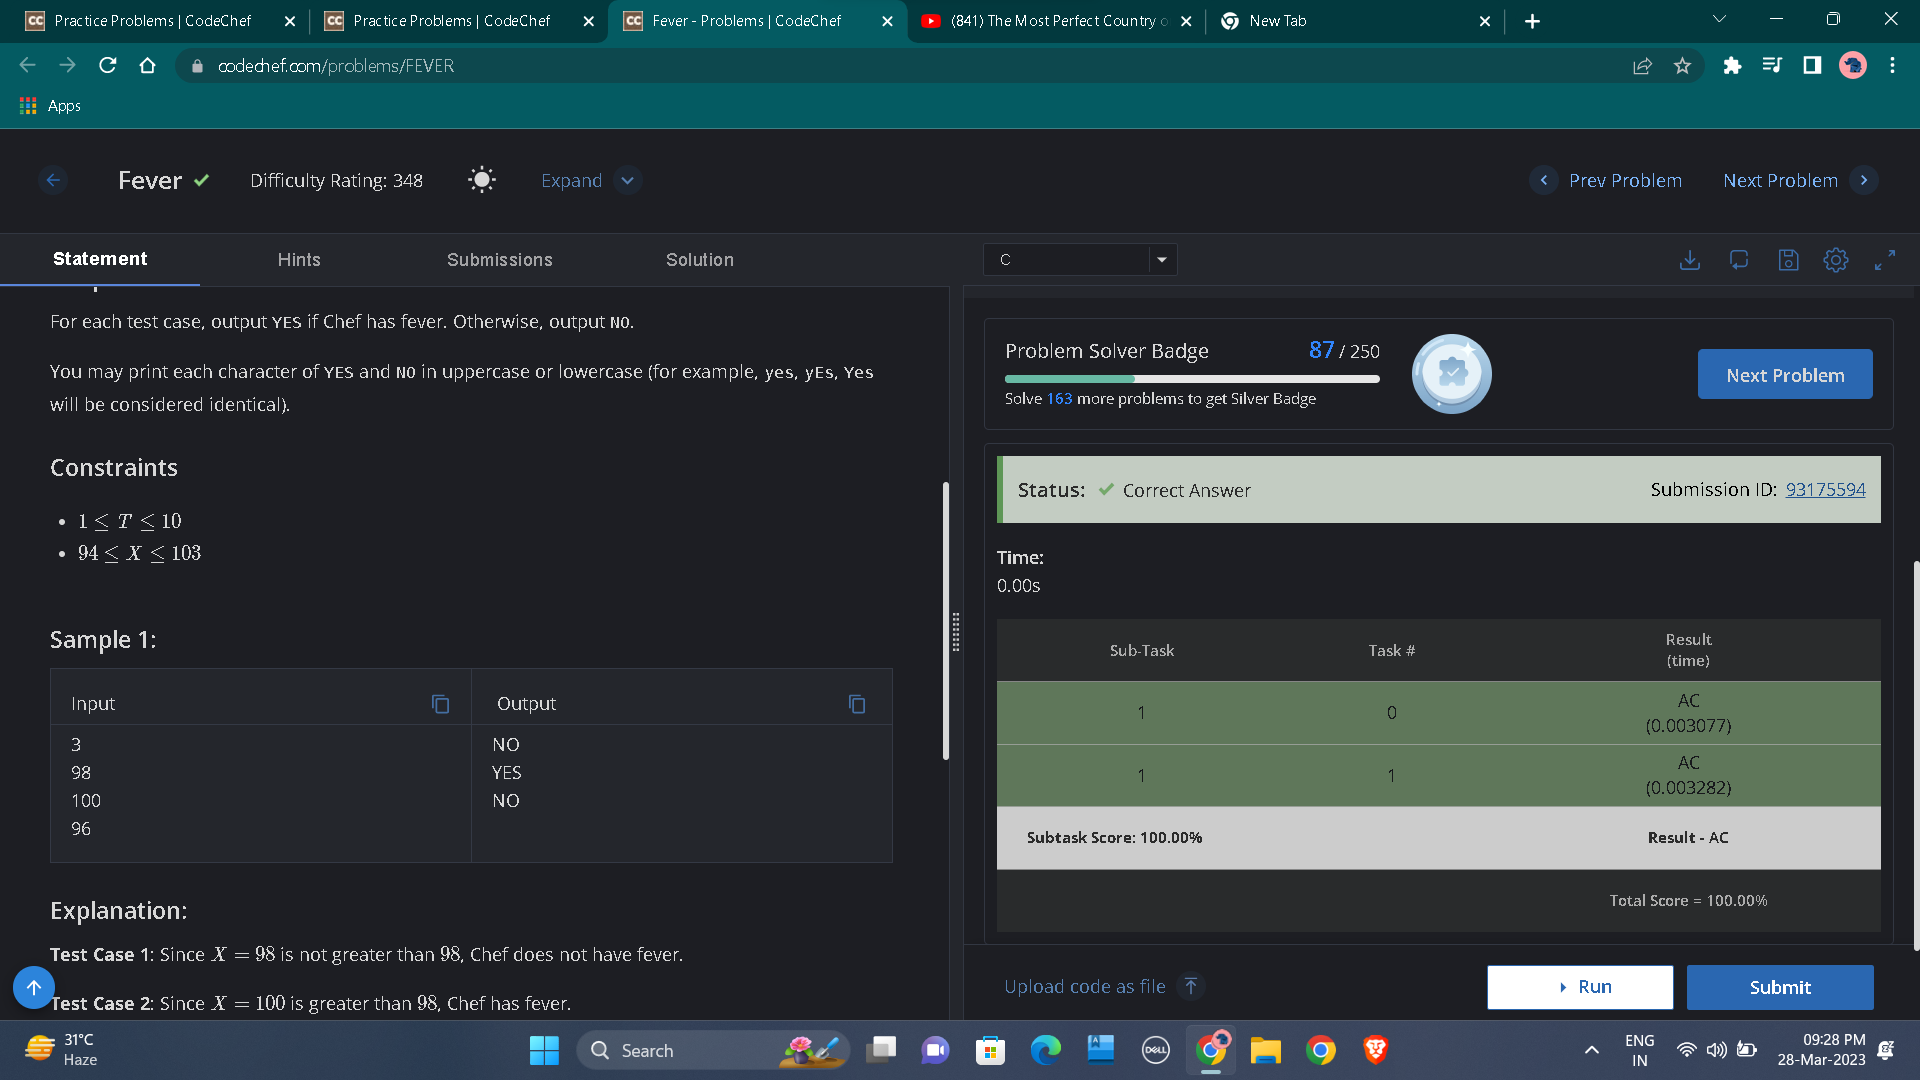 Practice Problems | CodeChef
Practice Problems | CodeChef
Fever - Problems | CodeChef
(841) The Most Perfect Country o
New Tab
codechef.com/problems/FEVER
Apps
Fever
Difficulty Rating: 348
Expand
Prev Problem
Next Problem
Statement
Hints
Submissions
Solution
C
For each test case, output YES if Chef has fever. Otherwise, output NO.
You may print each character of YES and NO in uppercase or lowercase (for example, yes, yEs, Yes
will be considered identical).
Constraints
• 1 ≤ T ≤ 10
• 94 ≤ X ≤ 103
Sample 1:
Input
Output
3
98
100
96
NO
YES
NO
Explanation:
Test Case 1: Since X = 98 is not greater than 98, Chef does not have fever.
Test Case 2: Since X = 100 is greater than 98, Chef has fever.
Problem Solver Badge
87 / 250
Solve 163 more problems to get Silver Badge
Next Problem
Status: Correct Answer
Submission ID: 93175594
Time:
0.00s
Sub-Task
Task #
Result
(time)
1
0
AC
(0.003077)
1
1
AC
(0.003282)
Subtask Score: 100.00%
Result - AC
Total Score = 100.00%
Upload code as file
Run
Submit
31°C
Haze
Search
DELL
ENG
IN
09:28 PM
28-Mar-2023